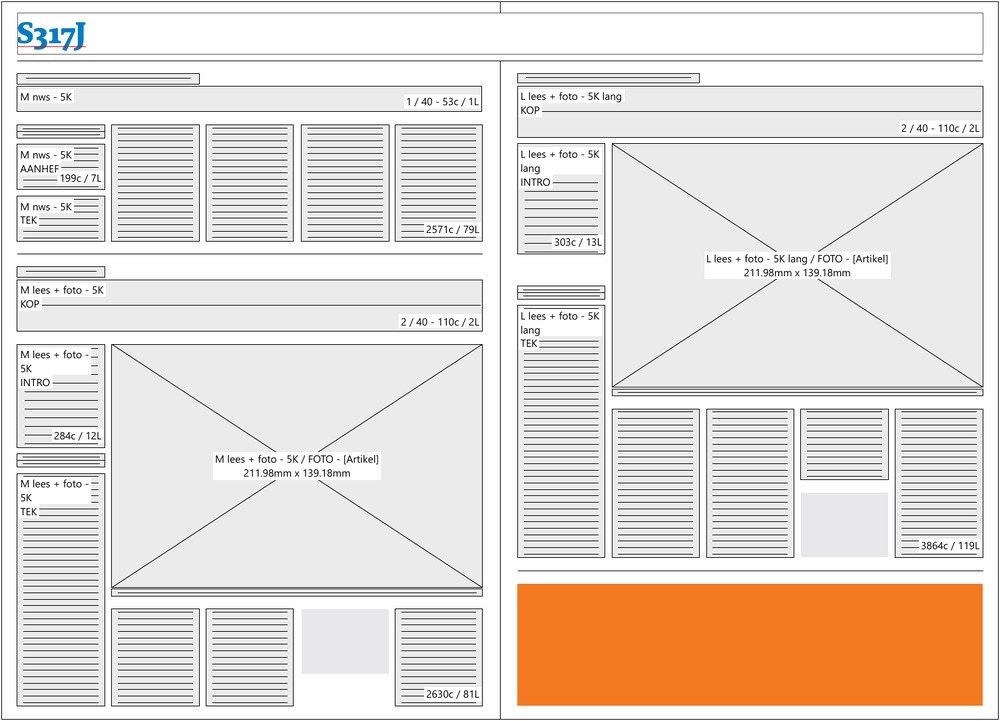 S317J
M nws - 5K
1 / 40 - 53c / 1L
M nws - 5K
AANHEF
199c / 7L
M nws - 5K
TEK
2571c / 79L
M lees + foto - 5K
KOP
2 / 40 - 110c / 2L
M lees + foto -
5K
INTRO
284c / 12L
M lees + foto -
5K
TEK
M lees + foto - 5K / FOTO - [Artikel]
211.98mm x 139.18mm
2630c / 81L
L lees + foto - 5K lang
KOP
2 / 40 - 110c / 2L
L lees + foto - 5K
lang
INTRO
303c / 13L
L lees + foto - 5K lang / FOTO - [Artikel]
211.98mm x 139.18mm
L lees + foto - 5K
lang
TEK
3864c / 119L